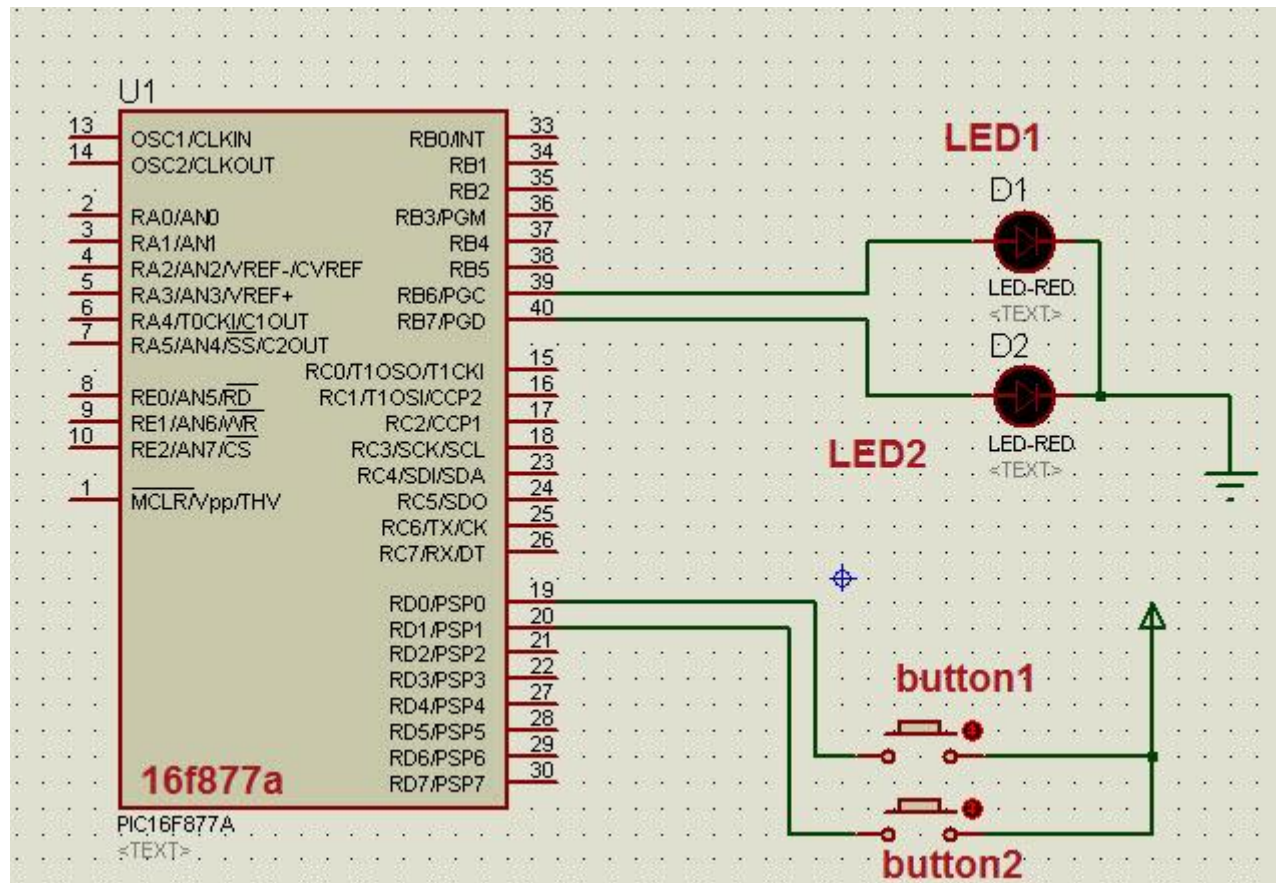 U1
13 OSC1/CLKIN
14 OSC2/CLKOUT
2 RA0/AN0
3 RA1/AN1
4 RA2/AN2/VREF-/CVREF
5 RA3/AN3/VREF+
6 RA4/T0CKI/C1OUT
7 RA5/AN4/SS/C2OUT
8 RE0/AN5/RD
9 RE1/AN6/WR
10 RE2/AN7/CS
1 MCLR/Vpp/THV
RB0/INT 33
RB1 34
RB2 35
RB3/PGM 36
RB4 37
RB5 38
RB6/PGC 39
RB7/PGD 40
RC0/T1OSO/T1CKI 15
RC1/T1OSI/CCP2 16
RC2/CCP1 17
RC3/SCK/SCL 18
RC4/SDI/SDA 23
RC5/SDO 24
RC6/TX/CK 25
RC7/RX/DT 26
RD0/PSP0 19
RD1/PSP1 20
RD2/PSP2 21
RD3/PSP3 22
RD4/PSP4 27
RD5/PSP5 28
RD6/PSP6 29
RD7/PSP7 30
16f877a
PIC16F877A
<TEXT>
LED1
D1
LED-RED
<TEXT>
D2
LED2
LED-RED
<TEXT>
button1
button2